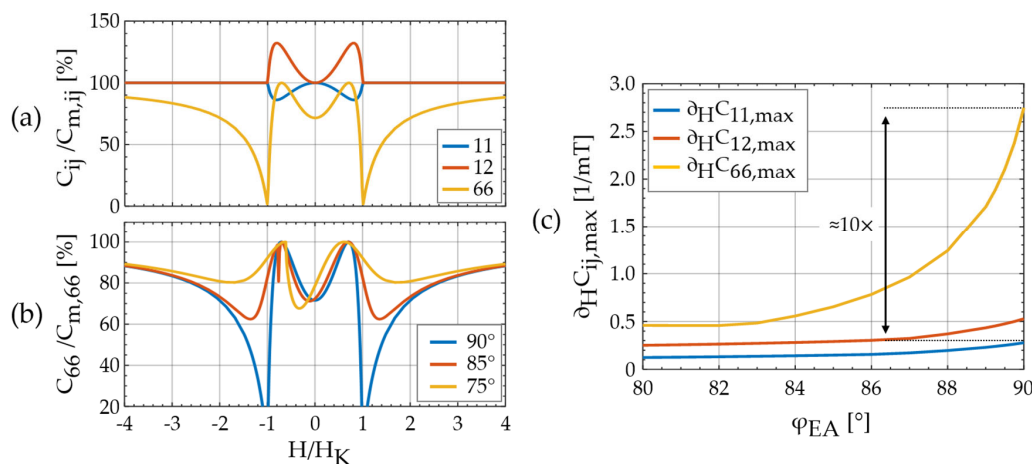 (a)
C_ij /C_m,ij [%]
150
100
50
0
11
12
66
(b)
C_66 /C_m,66 [%]
100
80
60
40
20
90°
85°
75°
-4 -3 -2 -1 0 1 2 3 4
H/H_K
(c)
∂_H C_ij,max [1/mT]
3.0
2.5
2.0
1.5
1.0
0.5
0
∂_H C_11,max
∂_H C_12,max
∂_H C_66,max
≈10×
80 82 84 86 88 90
φ_EA [°]